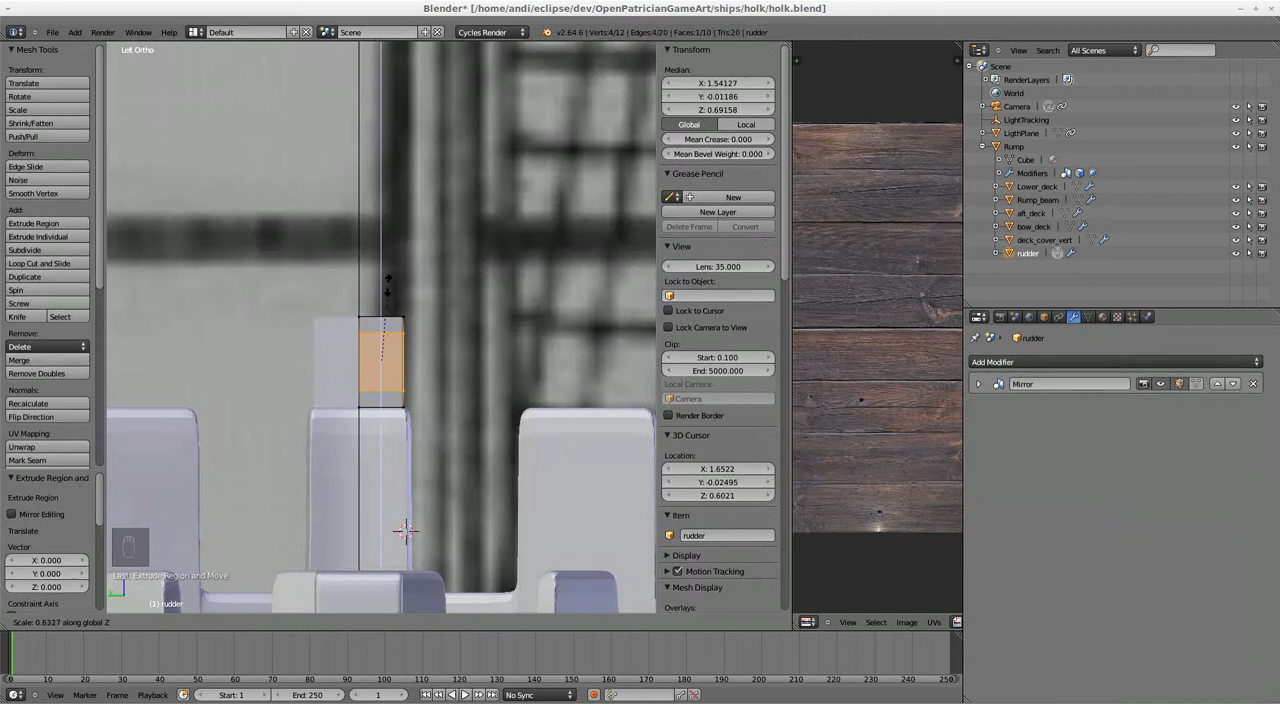 Blender* [/home/andi/eclipse/dev/OpenPatricianGameArt/ships/holk/holk.blend]
File Add Render Window Help Default Scene Cycles Render v2.64.6 | Verts:4/12 | Edges:4/20 | Faces:1/10 | Tris:20 | rudder
View Search All Scenes
Mesh Tools
Transform:
Translate
Rotate
Scale
Shrink/Fatten
Push/Pull
Deform:
Edge Slide
Noise
Smooth Vertex
Add:
Extrude Region
Extrude Individual
Subdivide
Loop Cut and Slide
Duplicate
Spin
Screw
Knife Select
Remove:
Delete
Merge
Remove Doubles
Normals:
Recalculate
Flip Direction
UV Mapping:
Unwrap
Mark Seam
Extrude Region and
Extrude Region
Mirror Editing
Translate
Vector
X: 0.000
Y: 0.000
Z: 0.000
Constraint Axis
Left Ortho
Last: Extrude Region and Move
(1) rudder
Scale: 0.6327 along global Z
Transform
Median:
X: 1.54127
Y: -0.01186
Z: 0.69158
Global Local
Mean Crease: 0.000
Mean Bevel Weight: 0.000
Grease Pencil
New
New Layer
Delete Frame Convert
View
Lens: 35.000
Lock to Object:
Lock to Cursor
Lock Camera to View
Clip:
Start: 0.100
End: 5000.000
Local Camera:
Camera
Render Border
3D Cursor
Location:
X: 1.6522
Y: -0.02495
Z: 0.6021
Item
rudder
Display
Motion Tracking
Mesh Display
Overlays:
View Select Image UVs
Scene
RenderLayers
World
Camera
LightTracking
LigthPlane
Rump
Cube
Modifiers
Lower_deck
Rump_beam
aft_deck
bow_deck
deck_cover_vert
rudder
rudder
Add Modifier
Mirror
0 10 20 30 40 50 60 70 80 90 100 110 120 130 140 150 160 170 180 190 200 210 220 230 240 250
View Marker Frame Playback Start: 1 End: 250 1 No Sync